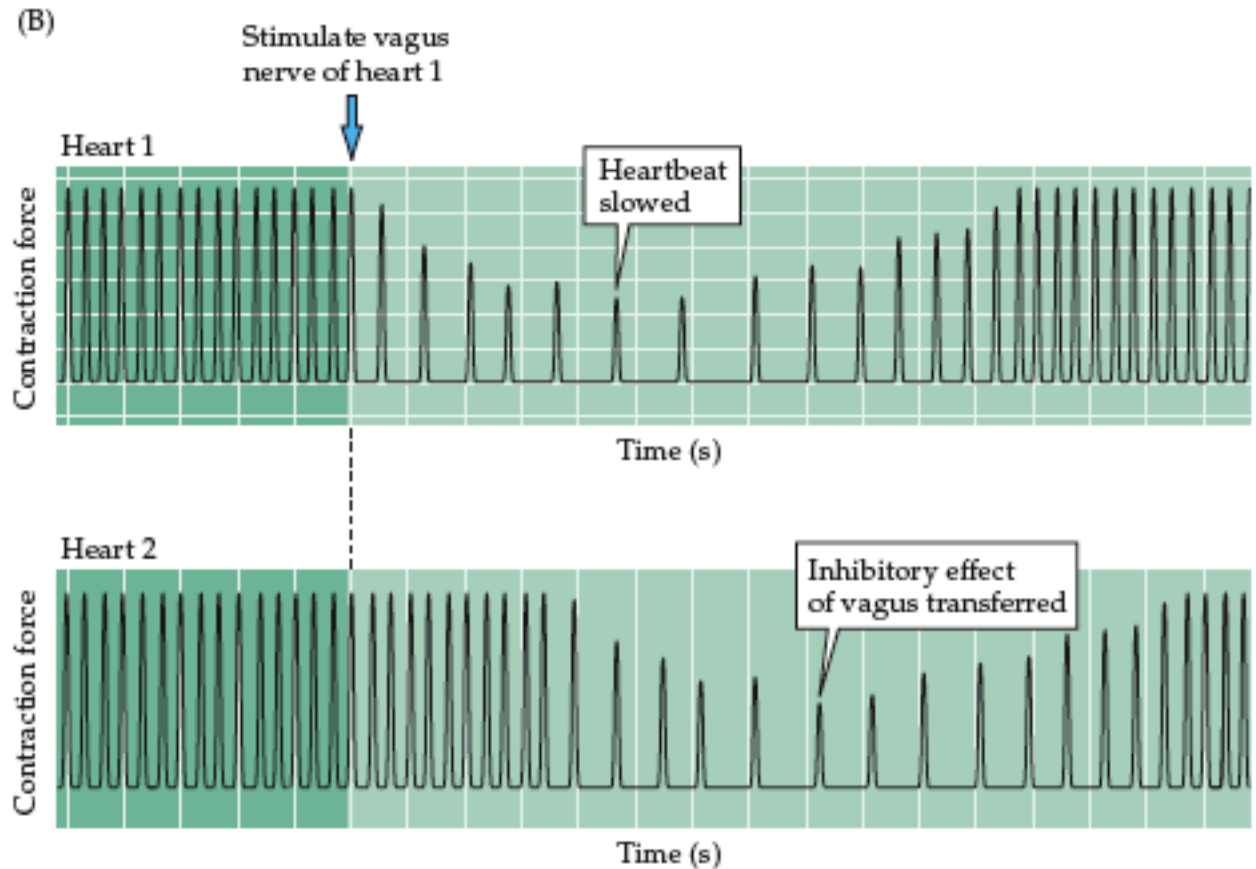 (B)
Stimulate vagus
nerve of heart 1
Heart 1
Heartbeat
slowed
Contraction force
Time (s)
Heart 2
Inhibitory effect
of vagus transferred
Contraction force
Time (s)